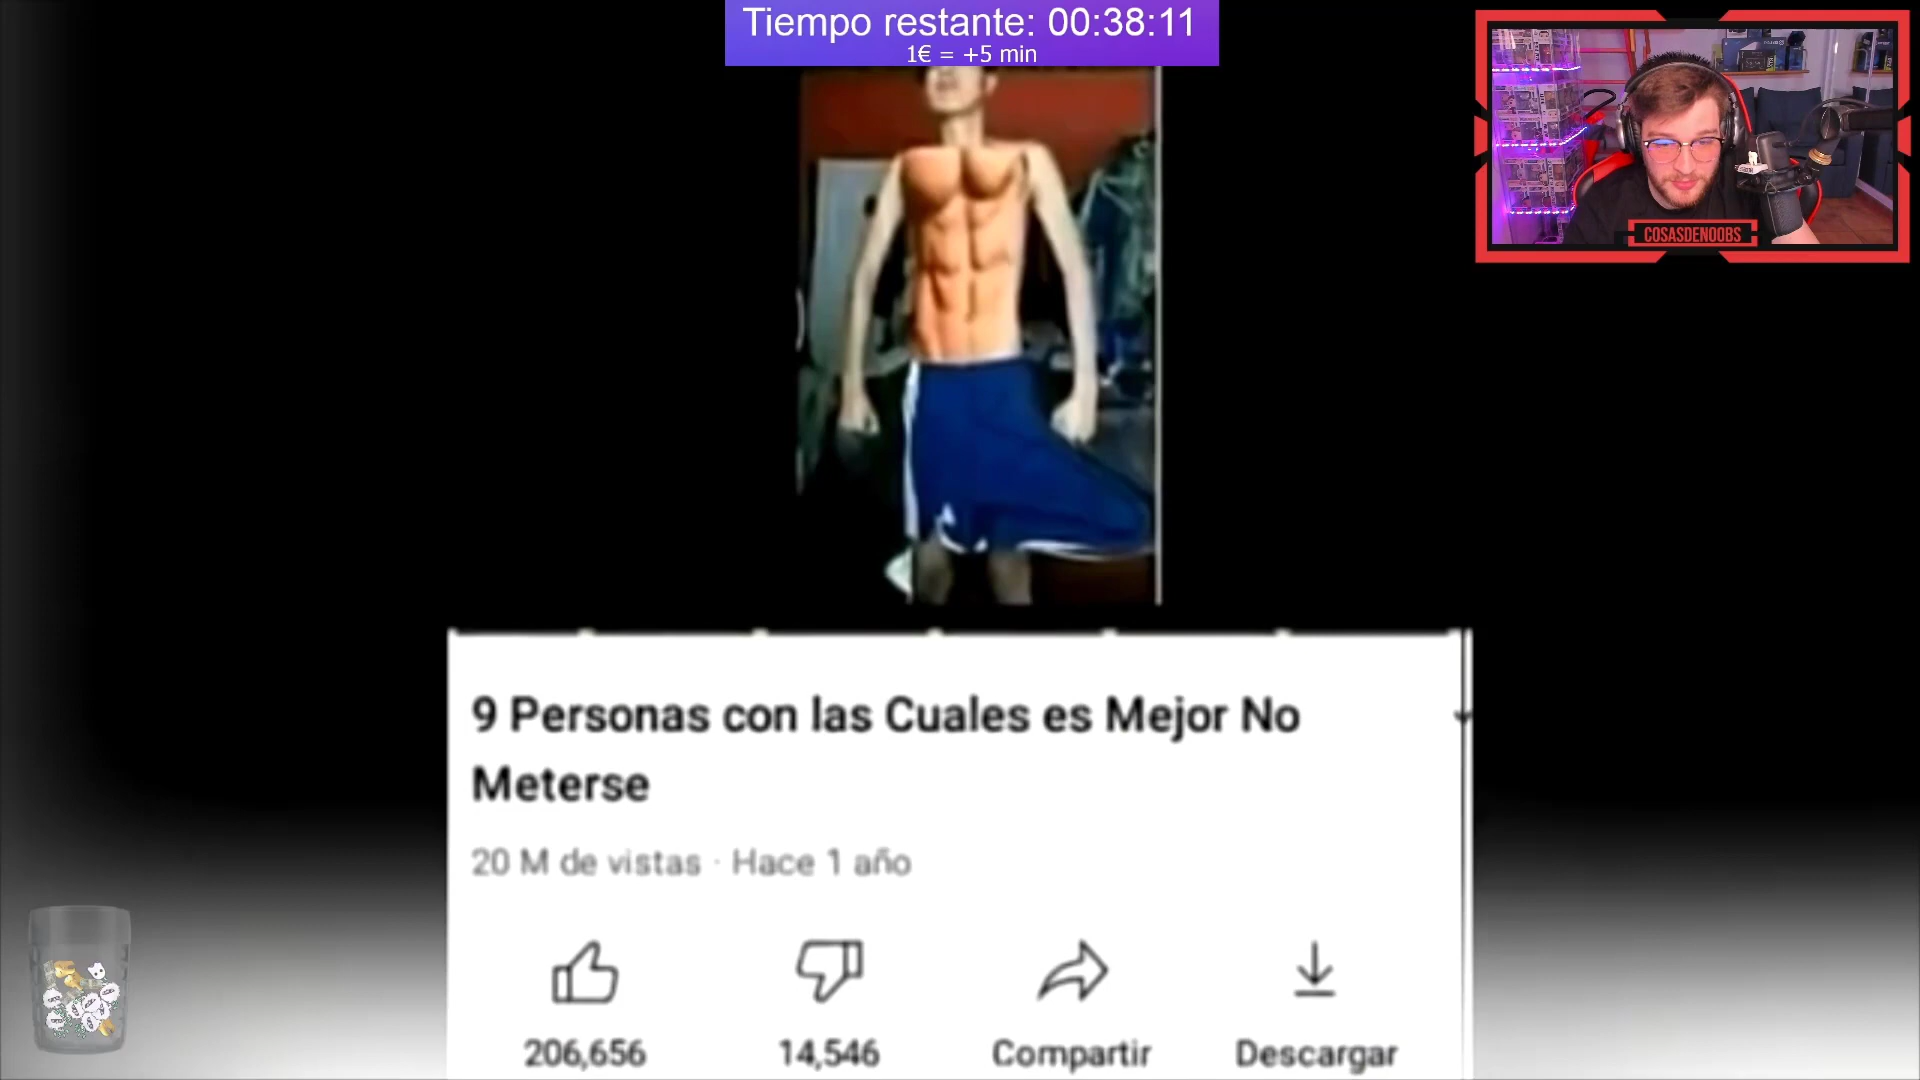 Tiempo restante: 00:38:11
1€ = +5 min
COSASDENOOBS
9 Personas con las Cuales es Mejor No
Meterse
20 M de vistas · Hace 1 año
206,656
14,546
Compartir
Descargar